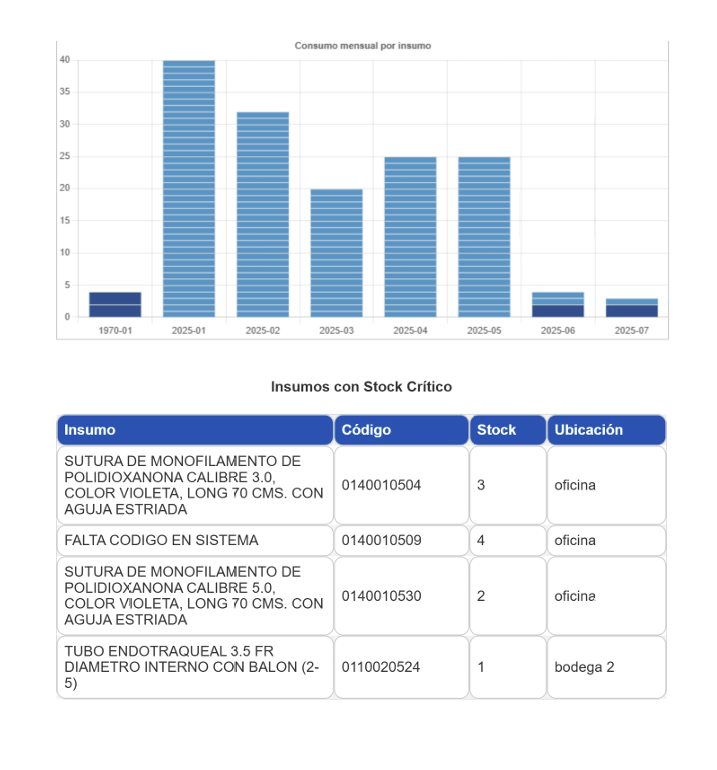 Consumo mensual por insumo
40
35
30
25
20
15
10
5
0
1970-01 2025-01 2025-02 2025-03 2025-04 2025-05 2025-06 2025-07
Insumos con Stock Crítico
Insumo Código Stock Ubicación
SUTURA DE MONOFILAMENTO DE
POLIDIOXANONA CALIBRE 3.0,
COLOR VIOLETA, LONG 70 CMS. CON
AGUJA ESTRIADA
0140010504 3 oficina
FALTA CODIGO EN SISTEMA 0140010509 4 oficina
SUTURA DE MONOFILAMENTO DE
POLIDIOXANONA CALIBRE 5.0,
COLOR VIOLETA, LONG 70 CMS. CON
AGUJA ESTRIADA
0140010530 2 oficina
TUBO ENDOTRAQUEAL 3.5 FR
DIAMETRO INTERNO CON BALON (2-
5)
0110020524 1 bodega 2